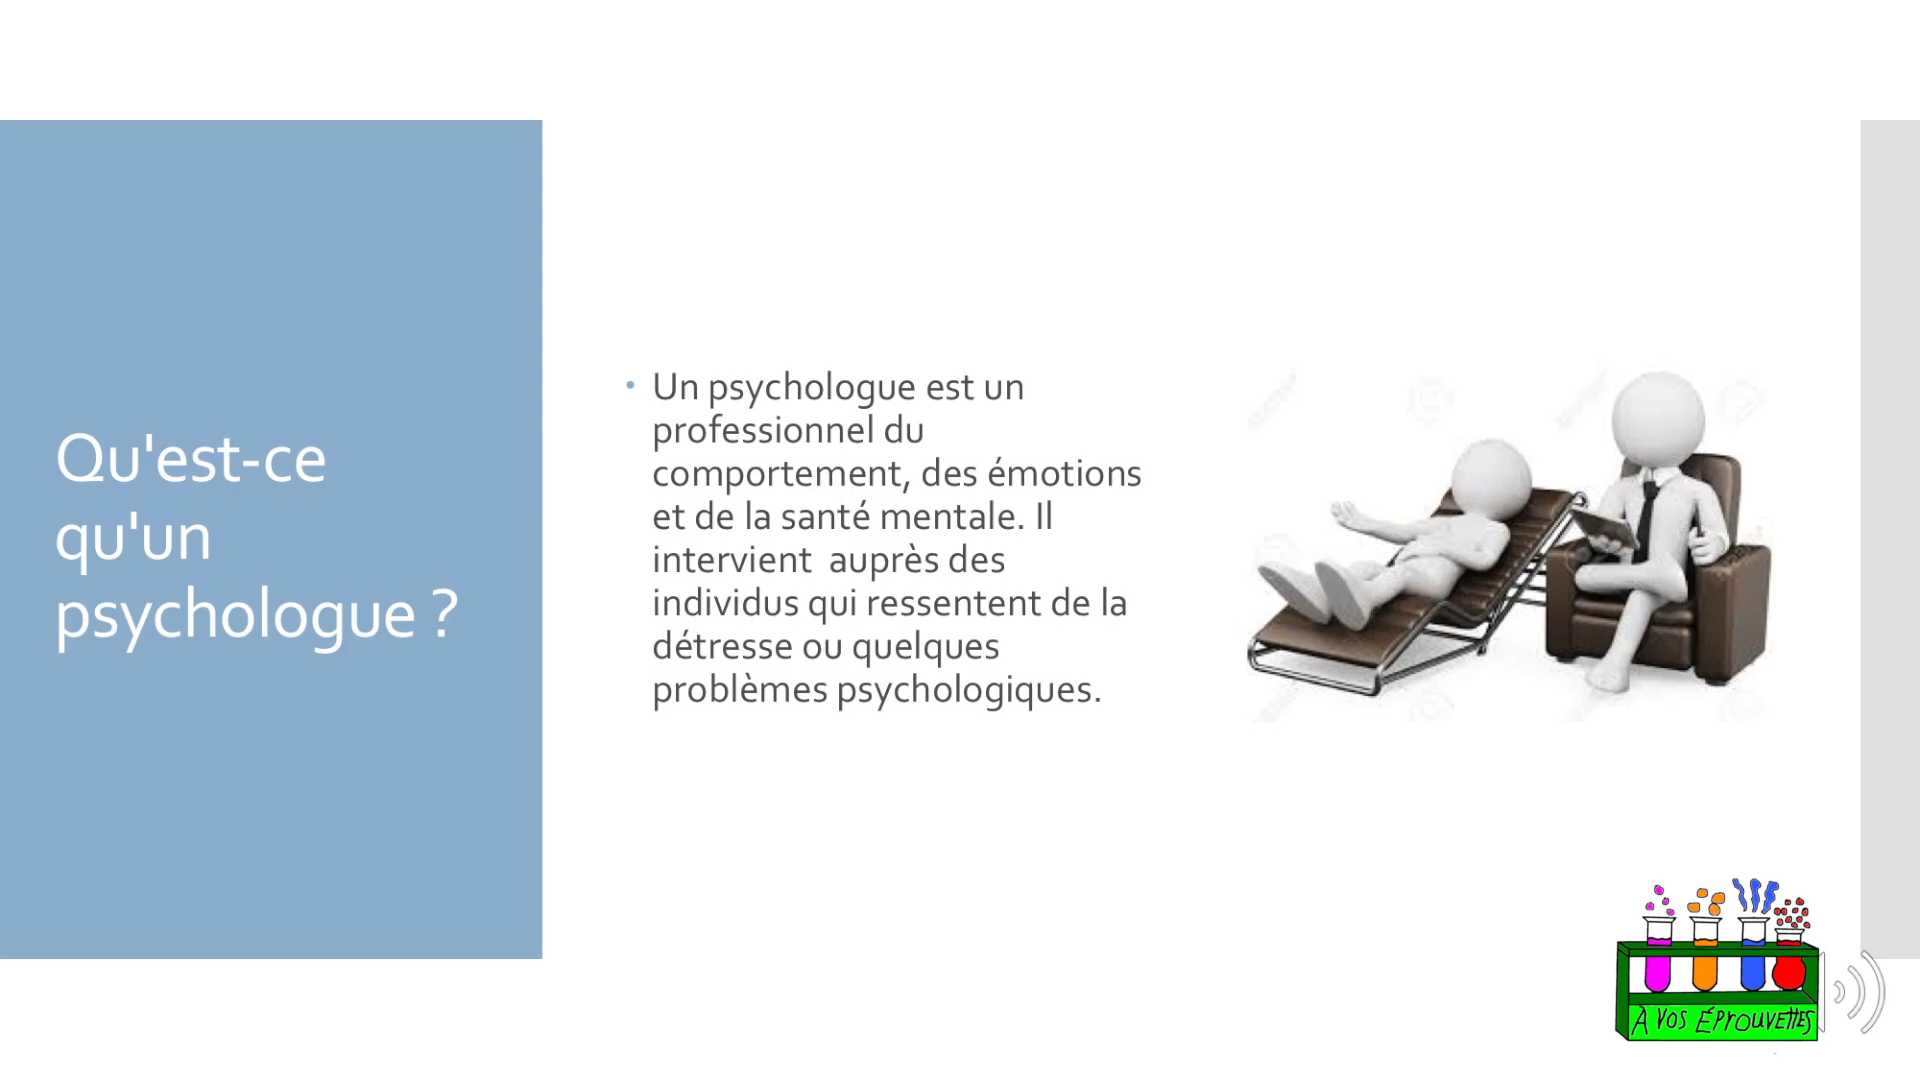 Qu'est-ce
qu'un
psychologue ?
• Un psychologue est un
professionnel du
comportement, des émotions
et de la santé mentale. Il
intervient  auprès des
individus qui ressentent de la
détresse ou quelques
problèmes psychologiques.
À VOS ÉPrOUVETTES